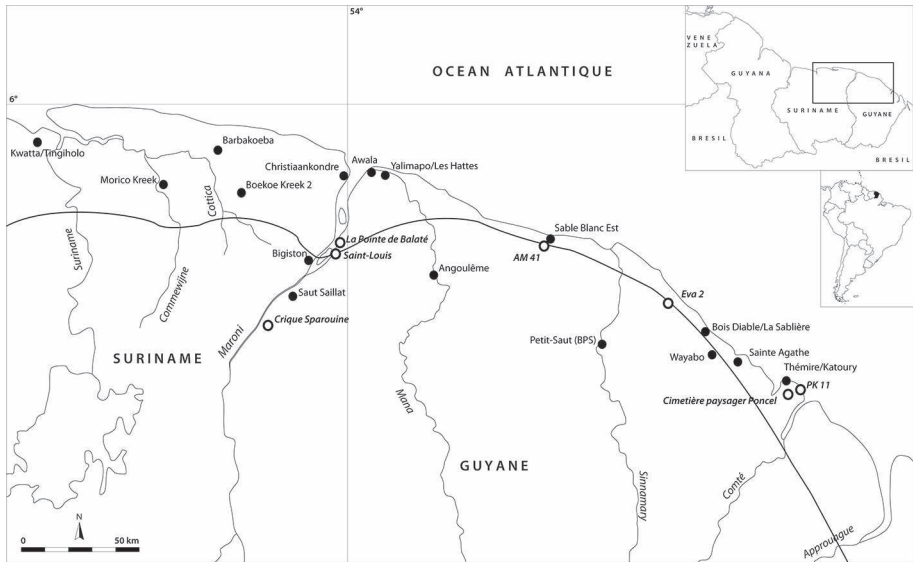 54°
6°
OCEAN ATLANTIQUE
VENE
ZUELA
GUYANA
SURINAME
GUYANE
BRESIL
BRESIL
Kwatta/Tingiholo
Barbakoeba
Morico Kreek
Cottica
Boekoe Kreek 2
Christiaankondre
Awala
Yalimapo/Les Hattes
Suriname
Commewijne
La Pointe de Balaté
Bigiston
Saint-Louis
Saut Saillat
Crique Sparouine
Maroni
Angoulême
Mana
Sable Blanc Est
AM 41
Eva 2
Petit-Saut (BPS)
Bois Diable/La Sablière
Wayabo
Sainte Agathe
Thémire/Katoury
PK 11
Cimetière paysager Poncel
SURINAME
GUYANE
Sinnamary
Comté
Approuague
N
0
50 km